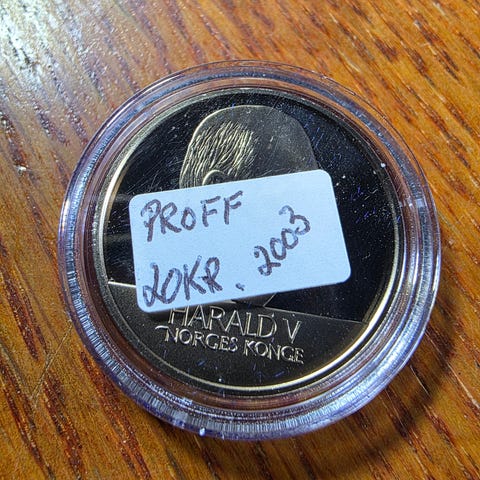 PROFF
20KR. 2003
HARALD V
NORGES KONGE